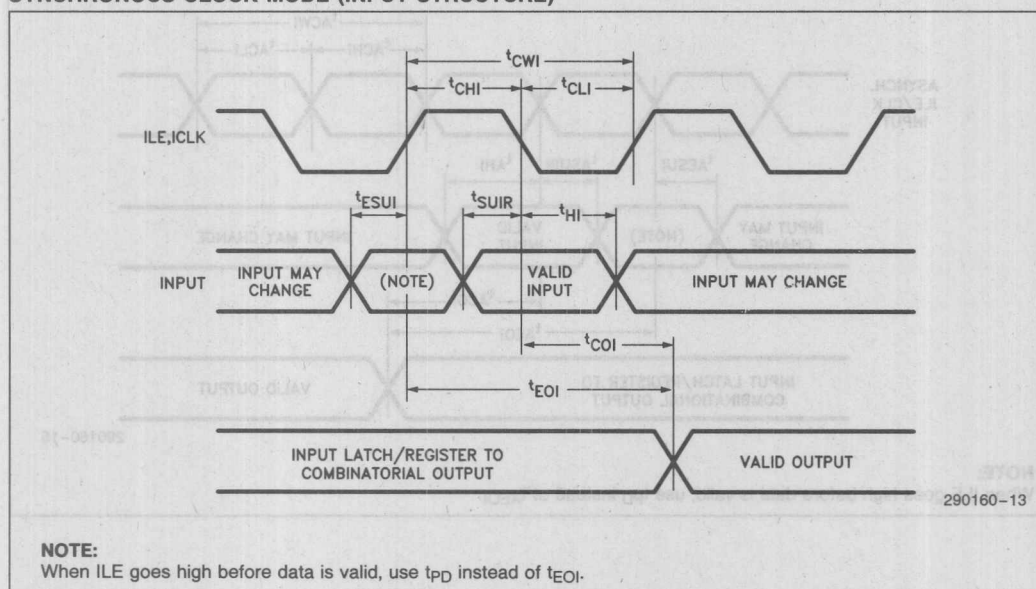 SYNCHRONOUS CLOCK MODE (INPUT STRUCTURE)
tCWI
tCHI
tCLI
ILE,ICLK
tESUI
tSUIR
tHI
INPUT
INPUT MAY
CHANGE
(NOTE)
VALID
INPUT
INPUT MAY CHANGE
tCOI
tEOI
INPUT LATCH/REGISTER TO
COMBINATORIAL OUTPUT
VALID OUTPUT
290160–13
NOTE:
When ILE goes high before data is valid, use tPD instead of tEOI.